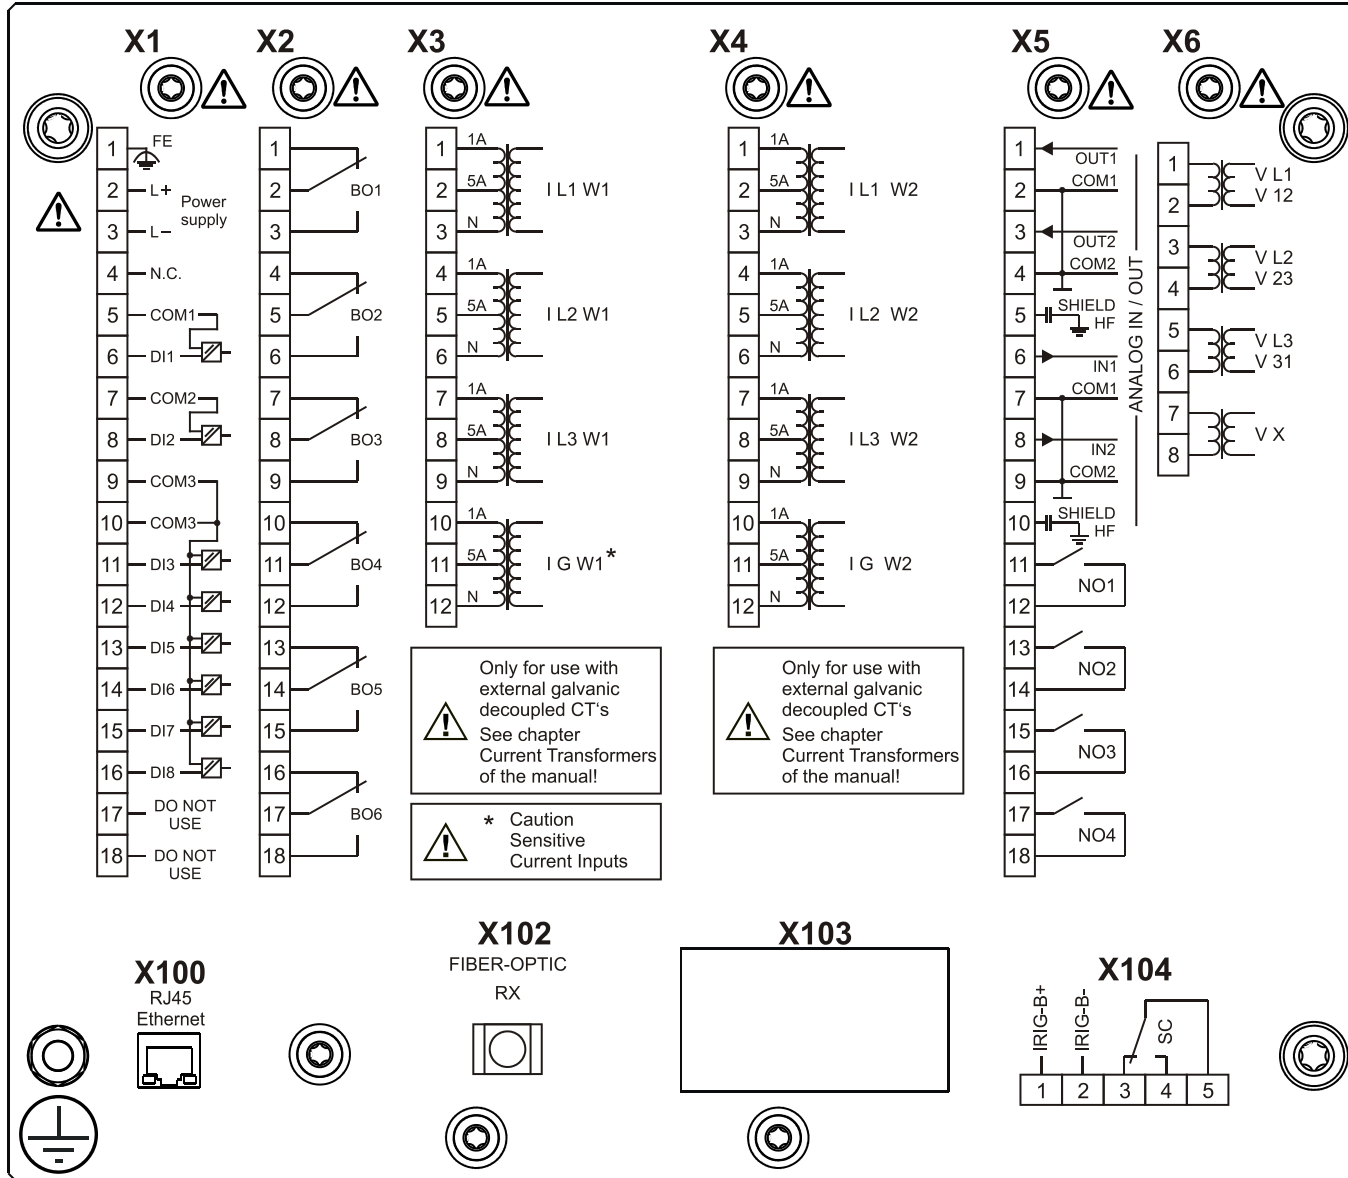 X1
X2
X3
X4
X5
X6
1 FE
2 L+
3 L–
Power
supply
4 N.C.
5 COM1
6 DI1
7 COM2
8 DI2
9 COM3
10 COM3
11 DI3
12 DI4
13 DI5
14 DI6
15 DI7
16 DI8
17 DO NOT
USE
18 DO NOT
USE
1
2 BO1
3
4
5 BO2
6
7
8 BO3
9
10
11 BO4
12
13
14 BO5
15
16
17 BO6
18
1 1A
2 5A I L1 W1
3 N
4 1A
5 5A I L2 W1
6 N
7 1A
8 5A I L3 W1
9 N
10 1A
11 5A I G W1*
12 N
Only for use with
external galvanic
decoupled CT‘s
See chapter
Current Transformers
of the manual!
* Caution
Sensitive
Current Inputs
1 1A
2 5A I L1 W2
3 N
4 1A
5 5A I L2 W2
6 N
7 1A
8 5A I L3 W2
9 N
10 1A
11 5A I G W2
12 N
Only for use with
external galvanic
decoupled CT‘s
See chapter
Current Transformers
of the manual!
1 OUT1
2 COM1
3 OUT2
4 COM2
5 SHIELD
HF
6 IN1
7 COM1
8 IN2
9 COM2
10 SHIELD
HF
ANALOG IN / OUT
11
NO1
12
13
NO2
14
15
NO3
16
17
NO4
18
1 V L1
2 V 12
3 V L2
4 V 23
5 V L3
6 V 31
7
V X
8
X100
RJ45
Ethernet
X102
FIBER-OPTIC
RX
X103
X104
IRIG-B+
IRIG-B-
SC
1 2 3 4 5